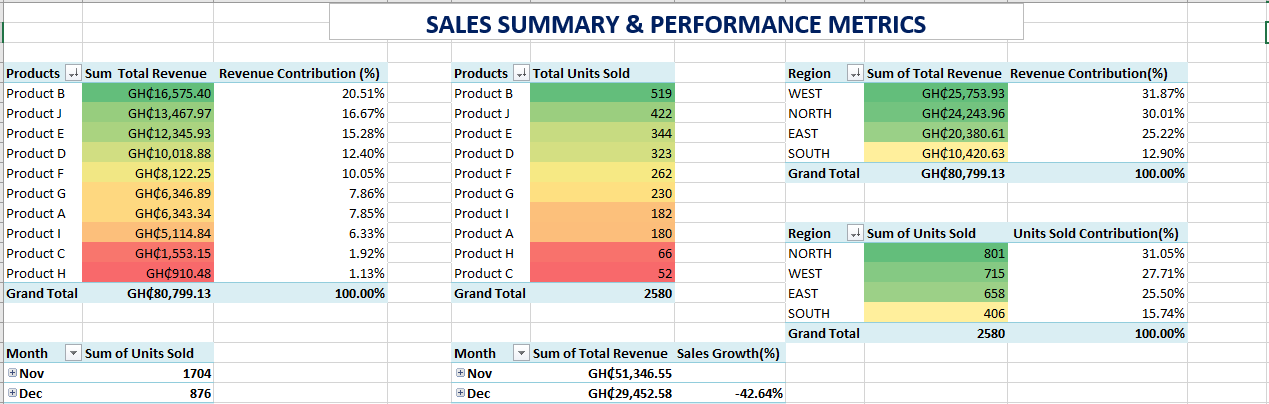 SALES SUMMARY & PERFORMANCE METRICS
Products Sum Total Revenue Revenue Contribution (%)
Product B GH₵16,575.40 20.51%
Product J GH₵13,467.97 16.67%
Product E GH₵12,345.93 15.28%
Product D GH₵10,018.88 12.40%
Product F GH₵8,122.25 10.05%
Product G GH₵6,346.89 7.86%
Product A GH₵6,343.34 7.85%
Product I GH₵5,114.84 6.33%
Product C GH₵1,553.15 1.92%
Product H GH₵910.48 1.13%
Grand Total GH₵80,799.13 100.00%
Products Total Units Sold
Product B 519
Product J 422
Product E 344
Product D 323
Product F 262
Product G 230
Product I 182
Product A 180
Product H 66
Product C 52
Grand Total 2580
Region Sum of Total Revenue Revenue Contribution(%)
WEST GH₵25,753.93 31.87%
NORTH GH₵24,243.96 30.01%
EAST GH₵20,380.61 25.22%
SOUTH GH₵10,420.63 12.90%
Grand Total GH₵80,799.13 100.00%
Region Sum of Units Sold Units Sold Contribution(%)
NORTH 801 31.05%
WEST 715 27.71%
EAST 658 25.50%
SOUTH 406 15.74%
Grand Total 2580 100.00%
Month Sum of Units Sold
Nov 1704
Dec 876
Month Sum of Total Revenue Sales Growth(%)
Nov GH₵51,346.55
Dec GH₵29,452.58 -42.64%